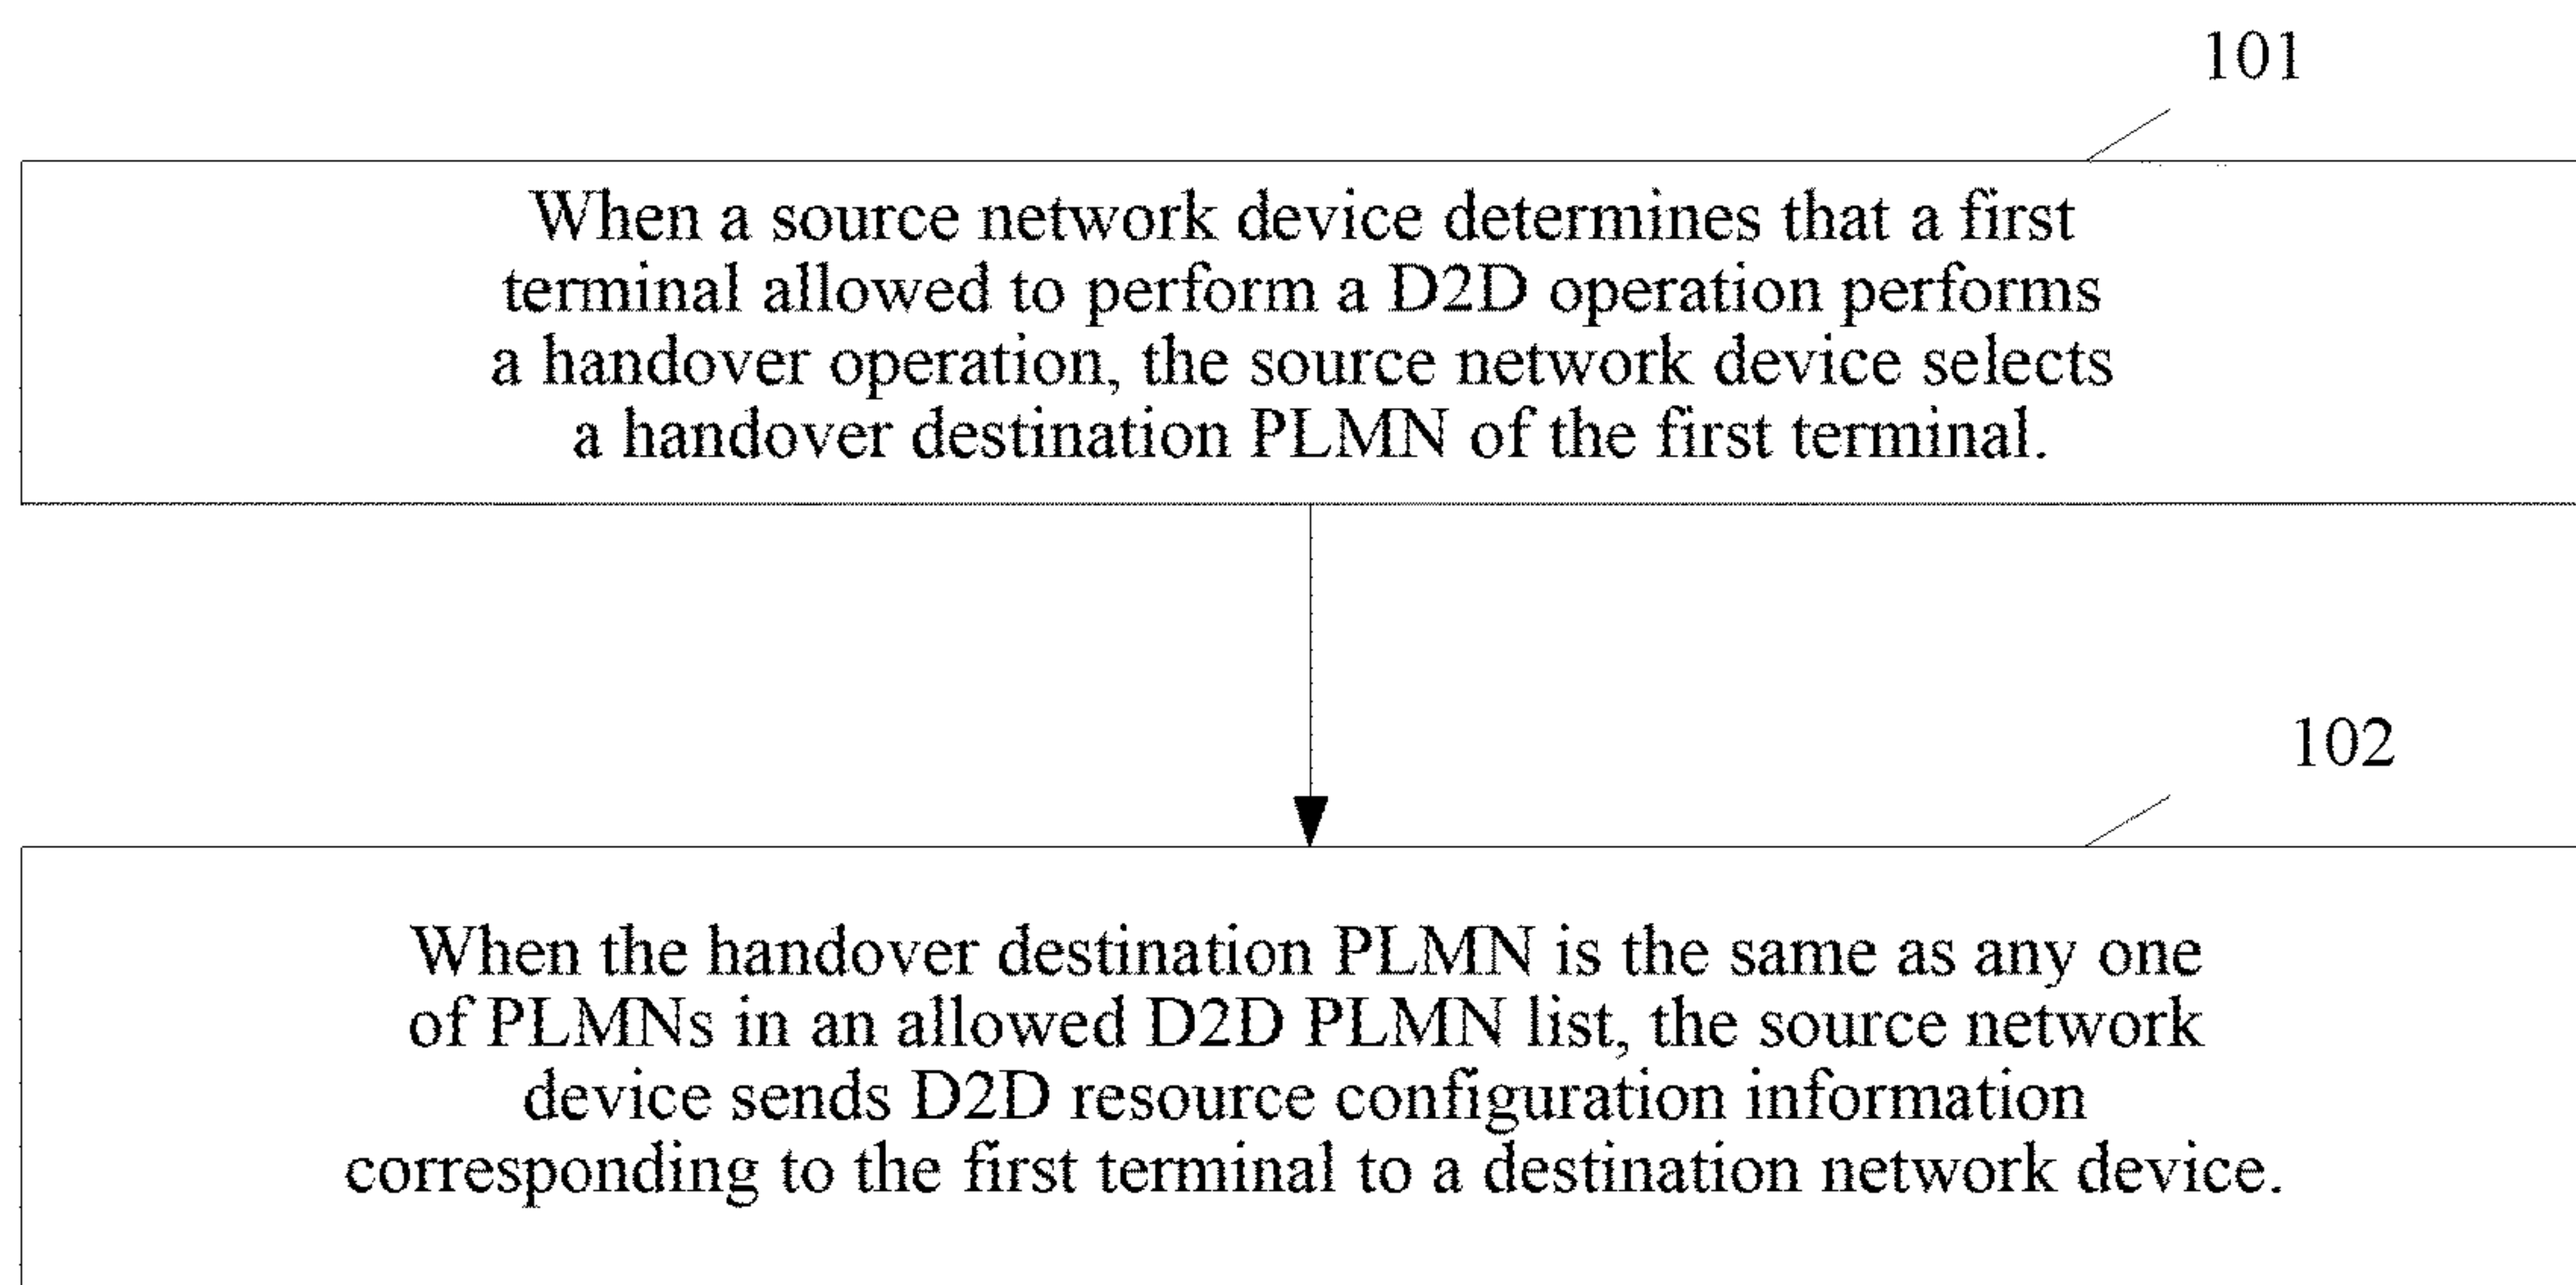 101
When a source network device determines that a first
terminal allowed to perform a D2D operation performs
a handover operation, the source network device selects
a handover destination PLMN of the first terminal.
102
When the handover destination PLMN is the same as any one
of PLMNs in an allowed D2D PLMN list, the source network
device sends D2D resource configuration information
corresponding to the first terminal to a destination network device.